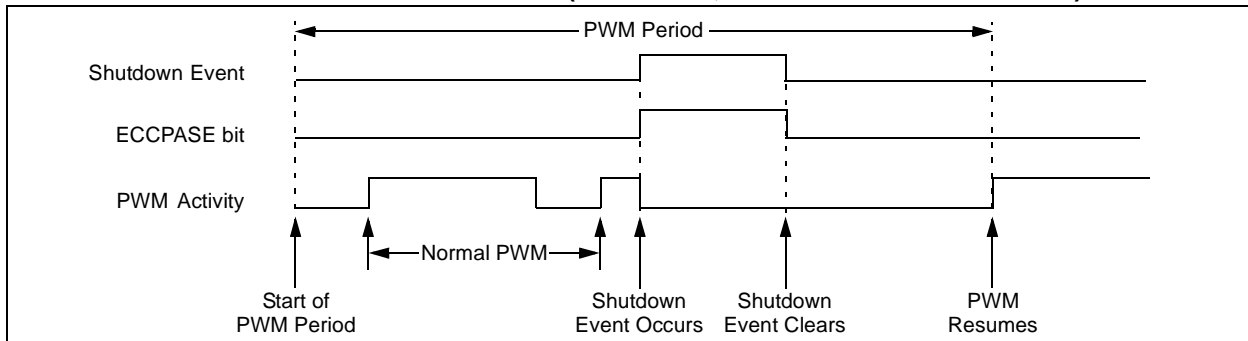 PWM Period
Shutdown Event
ECCPASE bit
PWM Activity
Normal PWM
Start of
PWM Period
Shutdown
Event Occurs
Shutdown
Event Clears
PWM
Resumes